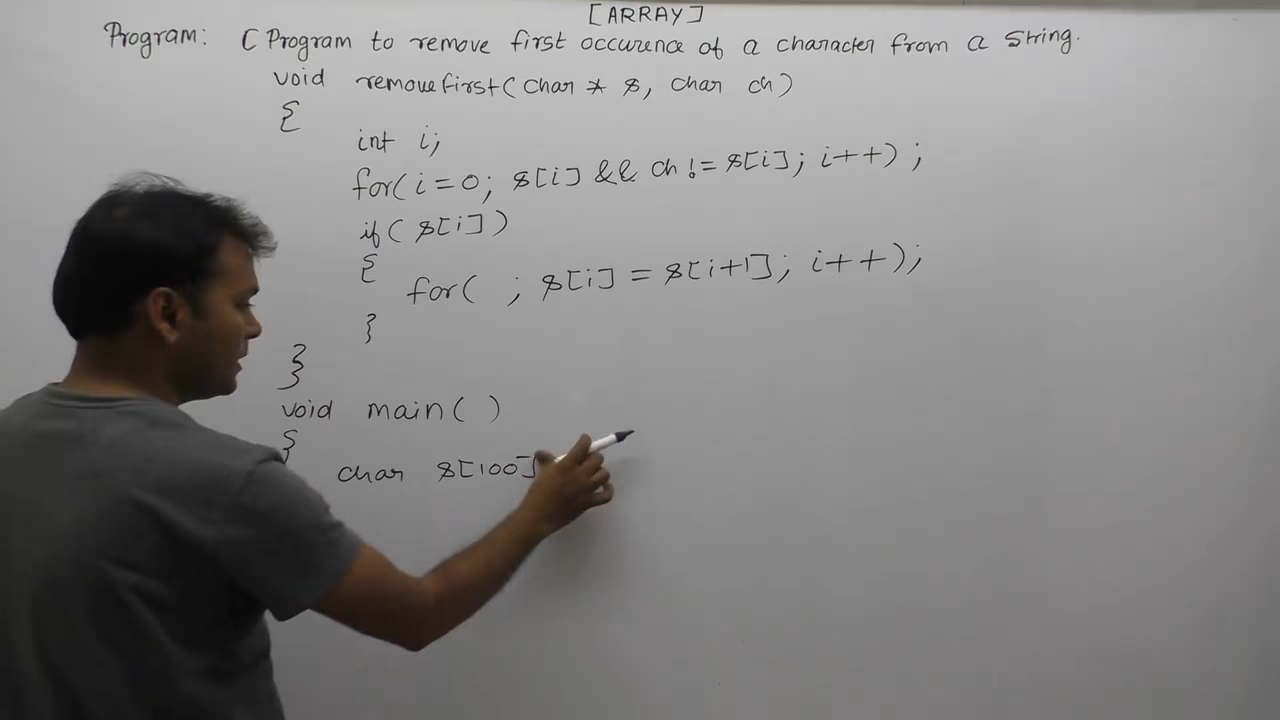 [ARRAY]
Program: C Program to remove first occurence of a character from a string.
void removefirst(char * s, char ch)
{
int i;
for(i=0; s[i] && ch != s[i]; i++);
if( s[i])
{
for( ; s[i] = s[i+1]; i++);
}
}
void main( )
{
char s[100]